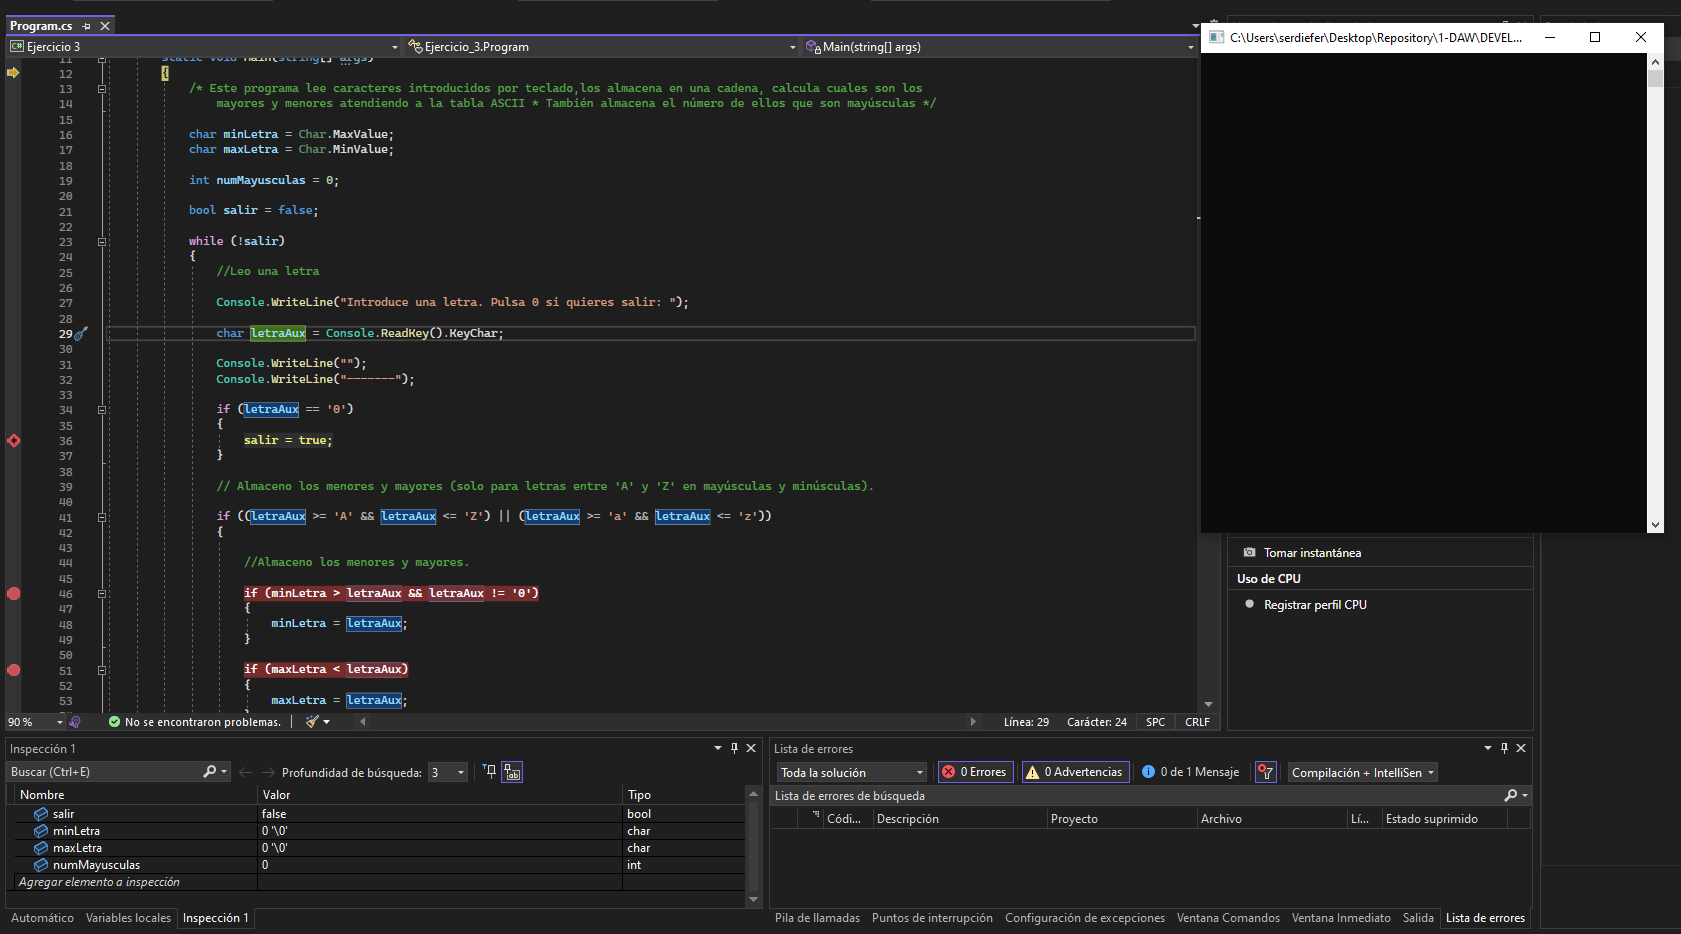 Program.cs
Ejercicio 3
Ejercicio_3.Program
Main(string[] args)
C:\Users\serdiefer\Desktop\Repository\1-DAW\DEVEL...
11 static void Main(string[] args)
12 {
13 /* Este programa lee caracteres introducidos por teclado,los almacena en una cadena, calcula cuales son los
14 mayores y menores atendiendo a la tabla ASCII * También almacena el número de ellos que son mayúsculas */
15
16 char minLetra = Char.MaxValue;
17 char maxLetra = Char.MinValue;
18
19 int numMayusculas = 0;
20
21 bool salir = false;
22
23 while (!salir)
24 {
25 //Leo una letra
26
27 Console.WriteLine("Introduce una letra. Pulsa 0 si quieres salir: ");
28
29 char letraAux = Console.ReadKey().KeyChar;
30
31 Console.WriteLine("");
32 Console.WriteLine("-------");
33
34 if (letraAux == '0')
35 {
36 salir = true;
37 }
38
39 // Almaceno los menores y mayores (solo para letras entre 'A' y 'Z' en mayúsculas y minúsculas).
40
41 if ((letraAux >= 'A' && letraAux <= 'Z') || (letraAux >= 'a' && letraAux <= 'z'))
42 {
43
44 //Almaceno los menores y mayores.
45
46 if (minLetra > letraAux && letraAux != '0')
47 {
48 minLetra = letraAux;
49 }
50
51 if (maxLetra < letraAux)
52 {
53 maxLetra = letraAux;
Tomar instantánea
Uso de CPU
Registrar perfil CPU
90 %
No se encontraron problemas.
Línea: 29 Carácter: 24 SPC CRLF
Inspección 1
Buscar (Ctrl+E)
Profundidad de búsqueda: 3
Nombre Valor Tipo
salir false bool
minLetra 0 '\0' char
maxLetra 0 '\0' char
numMayusculas 0 int
Agregar elemento a inspección
Automático Variables locales Inspección 1
Lista de errores
Toda la solución
0 Errores
0 Advertencias
0 de 1 Mensaje
Compilación + IntelliSen
Lista de errores de búsqueda
Códi... Descripción Proyecto Archivo Lí... Estado suprimido
Pila de llamadas Puntos de interrupción Configuración de excepciones Ventana Comandos Ventana Inmediato Salida Lista de errores